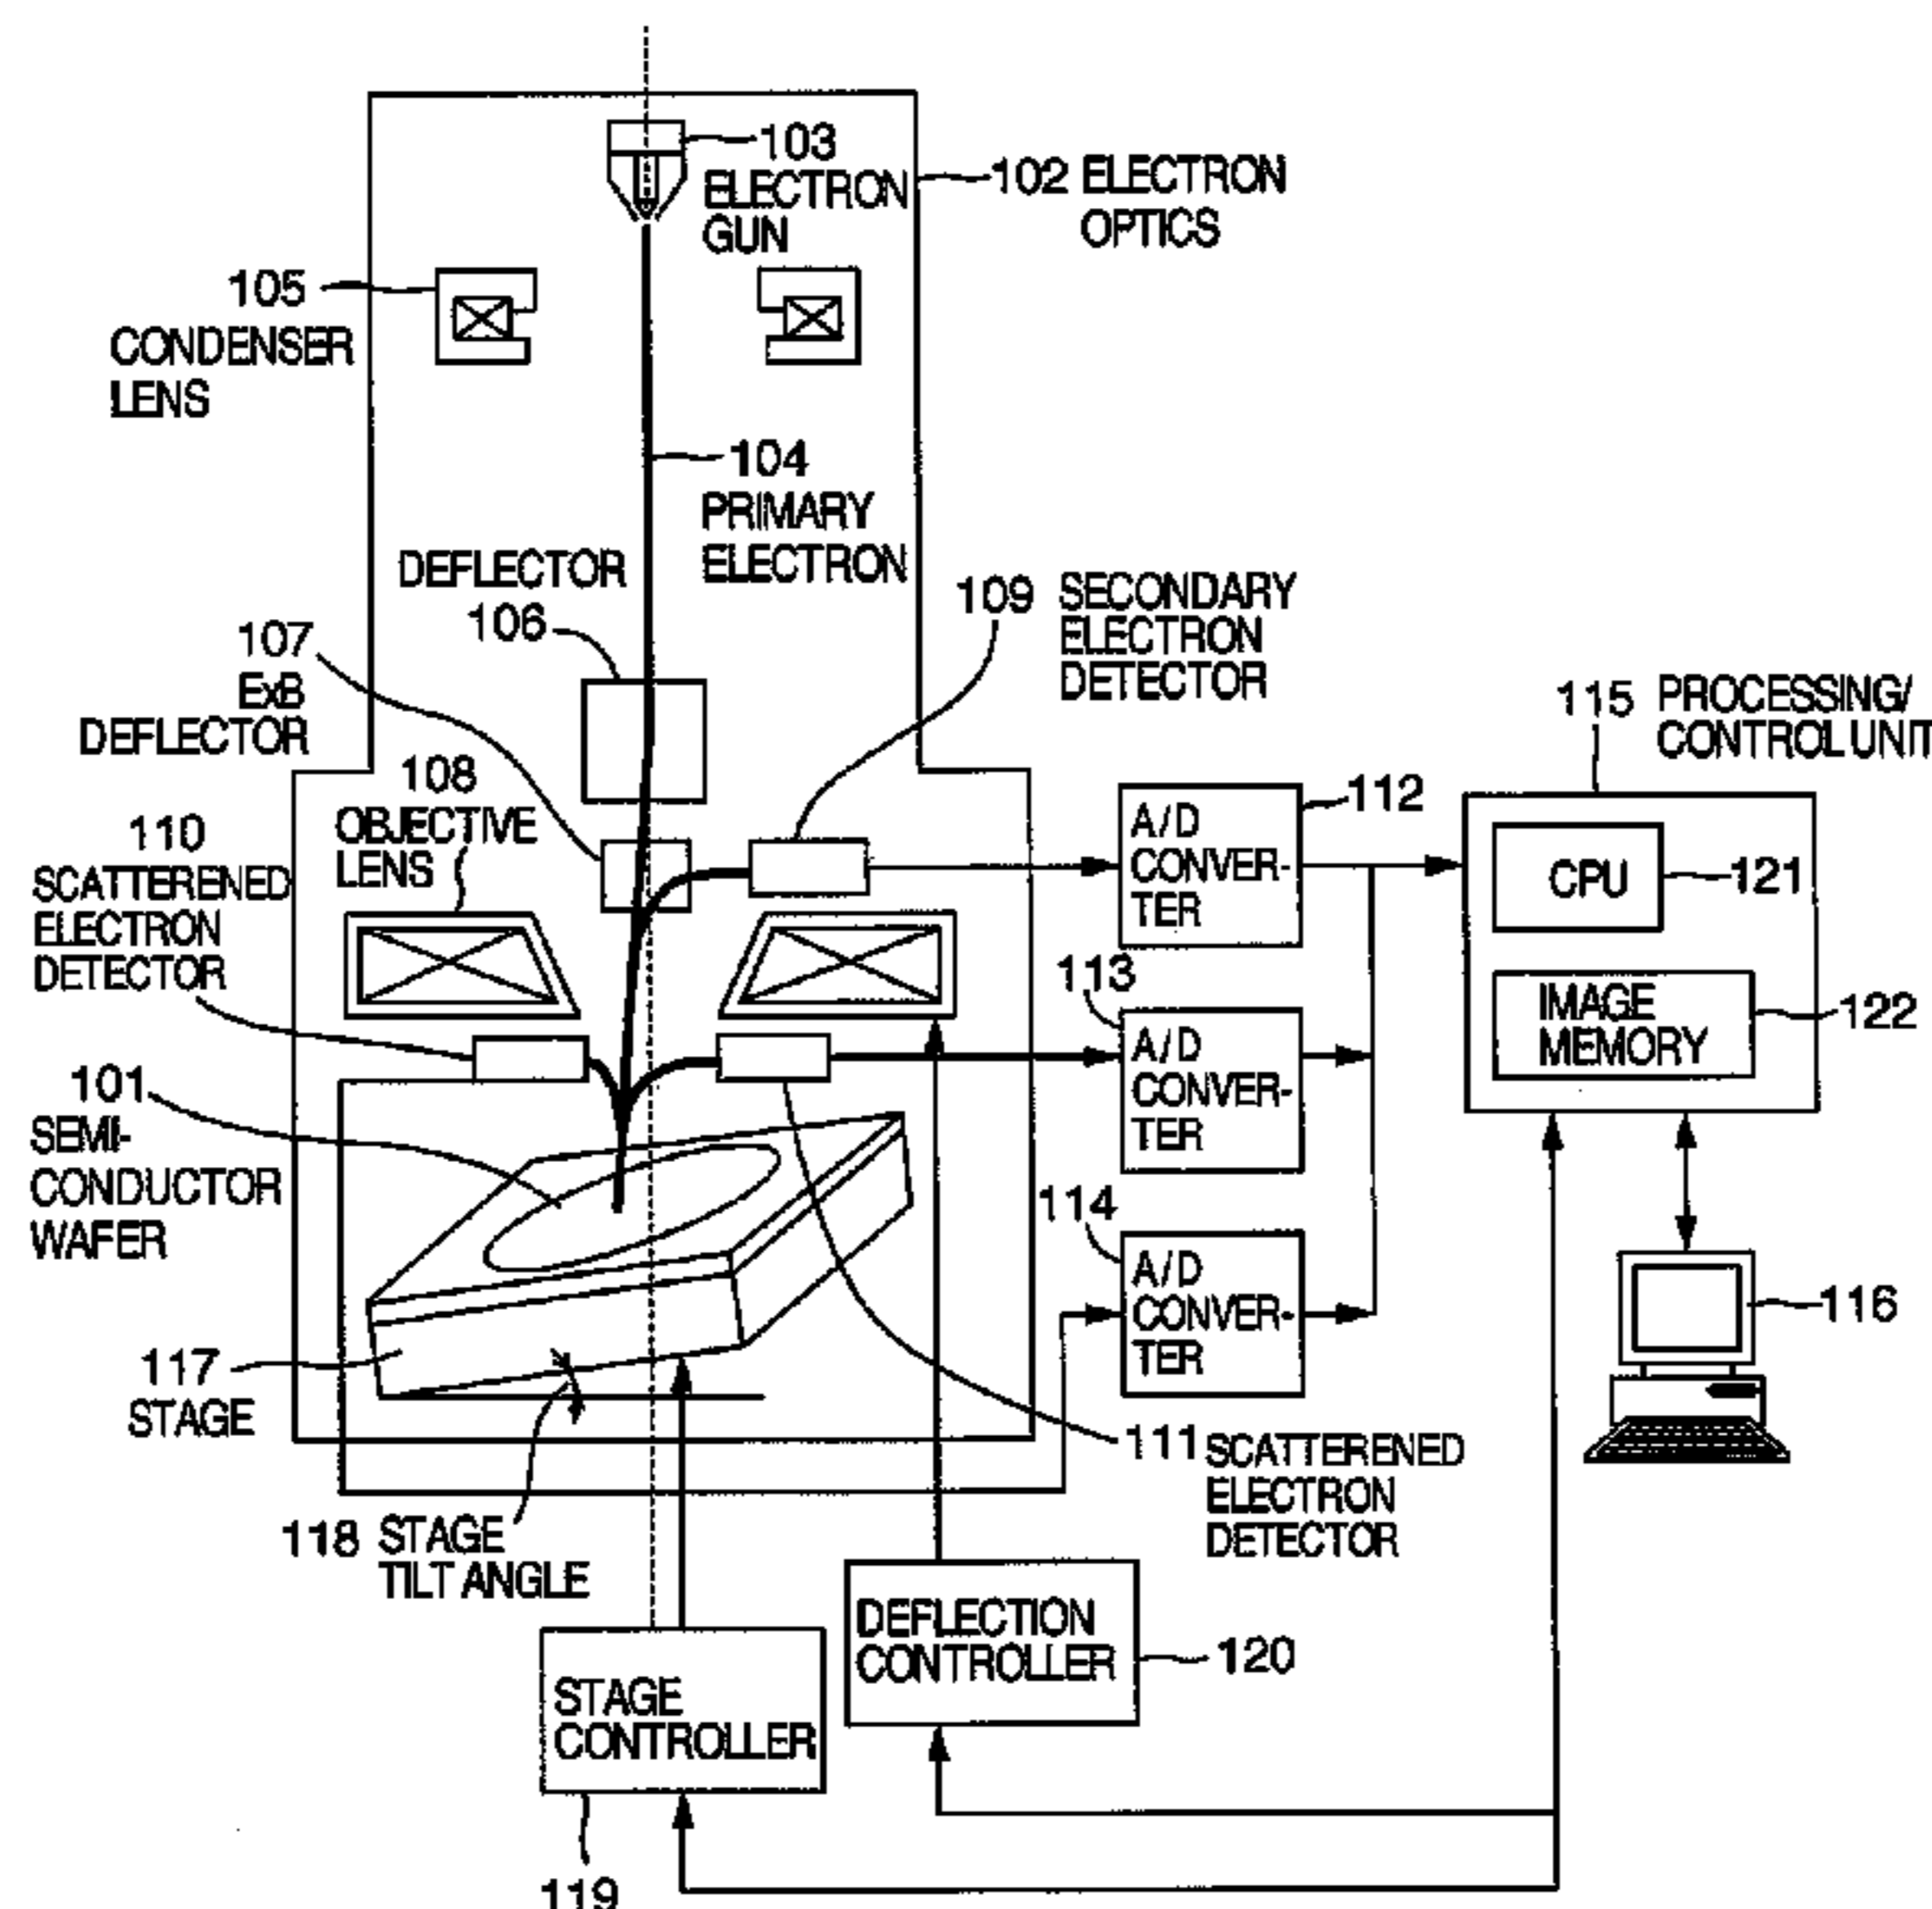 103
ELECTRON
GUN
102 ELECTRON
OPTICS
105
CONDENSER
LENS
104
PRIMARY
ELECTRON
DEFLECTOR
106
109 SECONDARY
ELECTRON
DETECTOR
107
ExB
DEFLECTOR
108
OBJECTIVE
LENS
110
SCATTERENED
ELECTRON
DETECTOR
112
A/D
CONVER-
TER
115 PROCESSING/
CONTROL UNIT
CPU
121
IMAGE
MEMORY
122
113
A/D
CONVER-
TER
101
SEMI-
CONDUCTOR
WAFER
114
A/D
CONVER-
TER
116
117
STAGE
111 SCATTERENED
ELECTRON
DETECTOR
118 STAGE
TILT ANGLE
DEFLECTION
CONTROLLER
120
STAGE
CONTROLLER
119